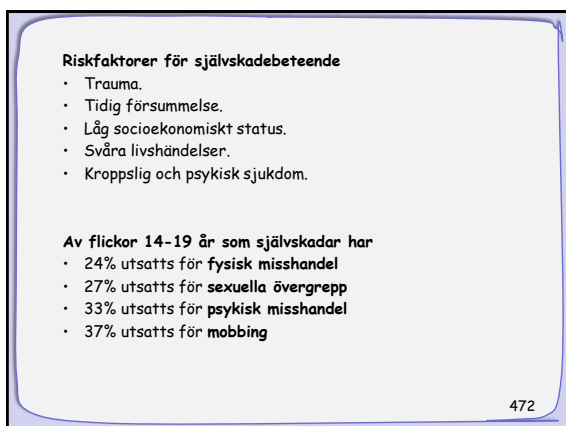 Riskfaktorer för självskadebeteende
• Trauma.
• Tidig försummelse.
• Låg socioekonomiskt status.
• Svåra livshändelser.
• Kroppslig och psykisk sjukdom.
Av flickor 14-19 år som självskadar har
• 24% utsatts för fysisk misshandel
• 27% utsatts för sexuella övergrepp
• 33% utsatts för psykisk misshandel
• 37% utsatts för mobbing
472